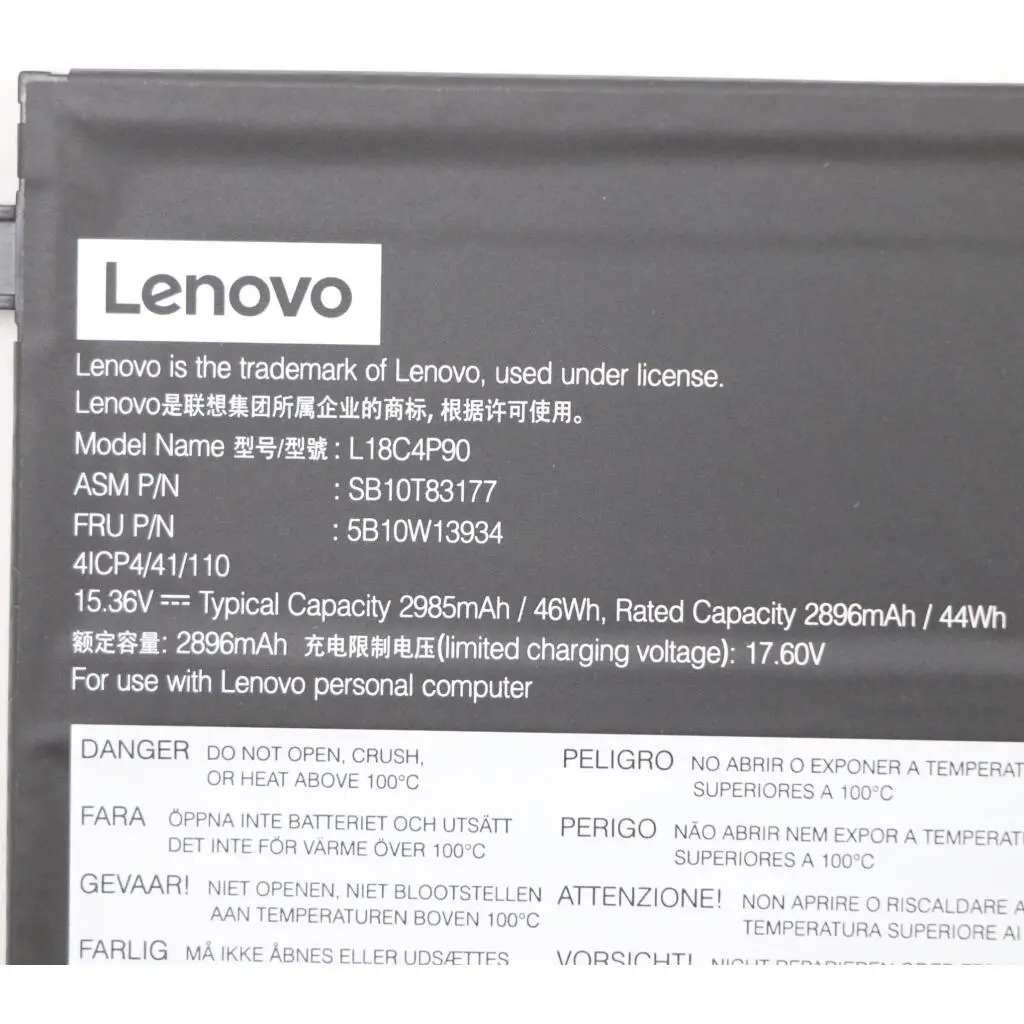 Lenovo
Lenovo is the trademark of Lenovo, used under license.
Lenovo是联想集团所属企业的商标, 根据许可使用。
Model Name 型号/型號 : L18C4P90
ASM P/N : SB10T83177
FRU P/N : 5B10W13934
4ICP4/41/110
15.36V ⎓ Typical Capacity 2985mAh / 46Wh, Rated Capacity 2896mAh / 44Wh
额定容量: 2896mAh 充电限制电压(limited charging voltage): 17.60V
For use with Lenovo personal computer
DANGER DO NOT OPEN, CRUSH,
OR HEAT ABOVE 100°C
FARA ÖPPNA INTE BATTERIET OCH UTSÄTT
DET INTE FÖR VÄRME ÖVER 100°C
GEVAAR! NIET OPENEN, NIET BLOOTSTELLEN
AAN TEMPERATUREN BOVEN 100°C
FARLIG MÅ IKKE ÅBNES ELLER UDSÆTTES
PELIGRO NO ABRIR O EXPONER A TEMPERAT
SUPERIORES A 100°C
PERIGO NÃO ABRIR NEM EXPOR A TEMPERAT
SUPERIORES A 100°C
ATTENZIONE! NON APRIRE O RISCALDARE A
TEMPERATURA SUPERIORE AI
VORSICHT! NICHT REPARIEREN ODER